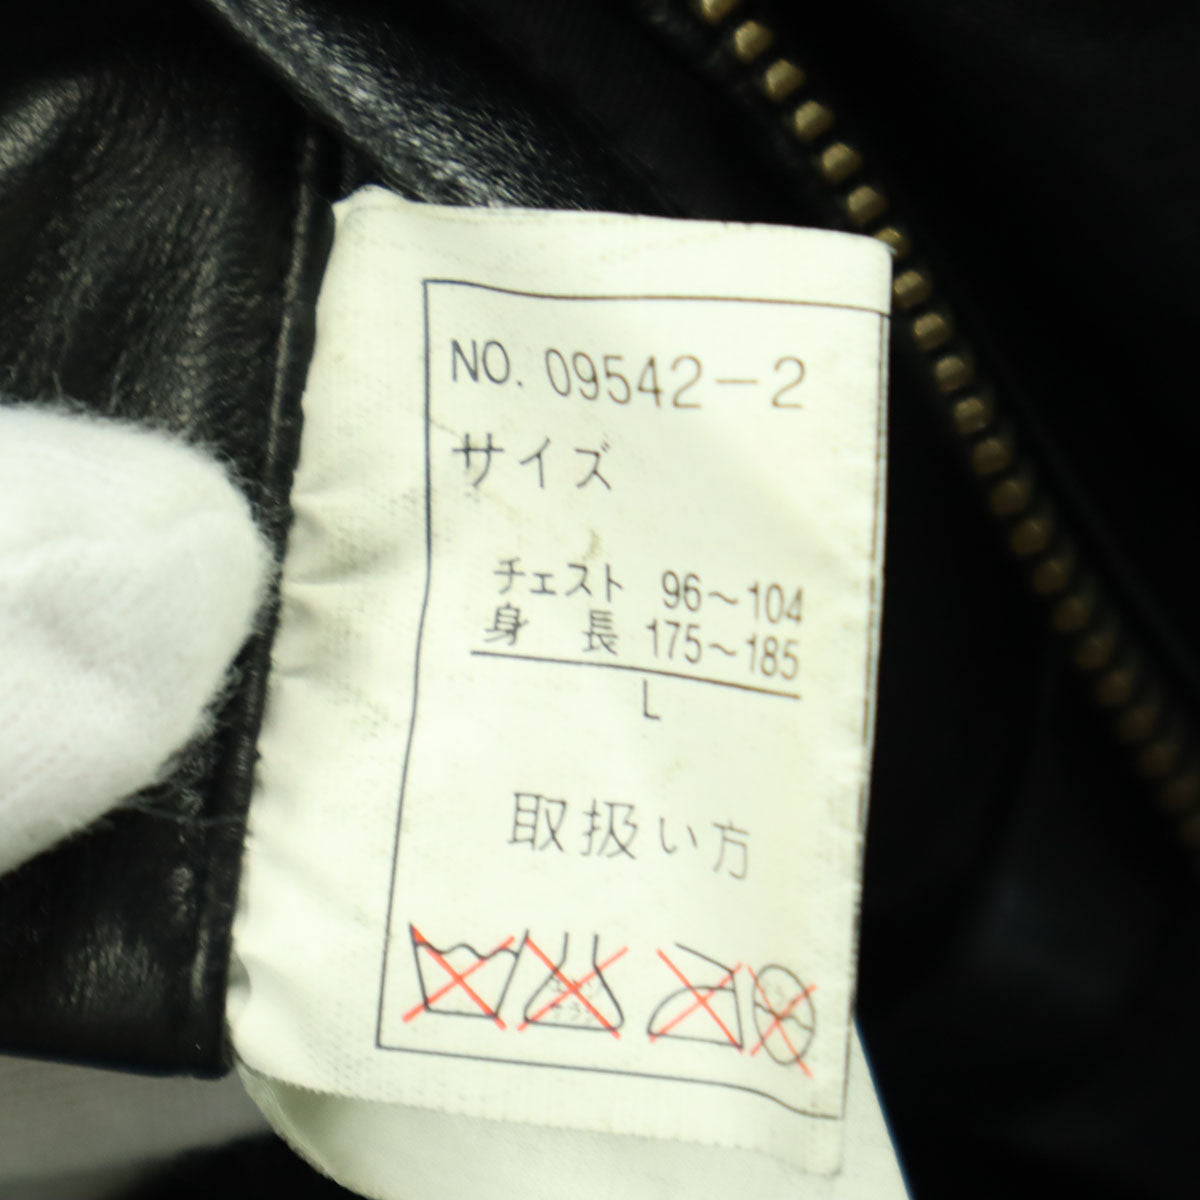 NO. 09542-2
サイズ
チェスト 96~104
身 長 175~185
L
取扱い方